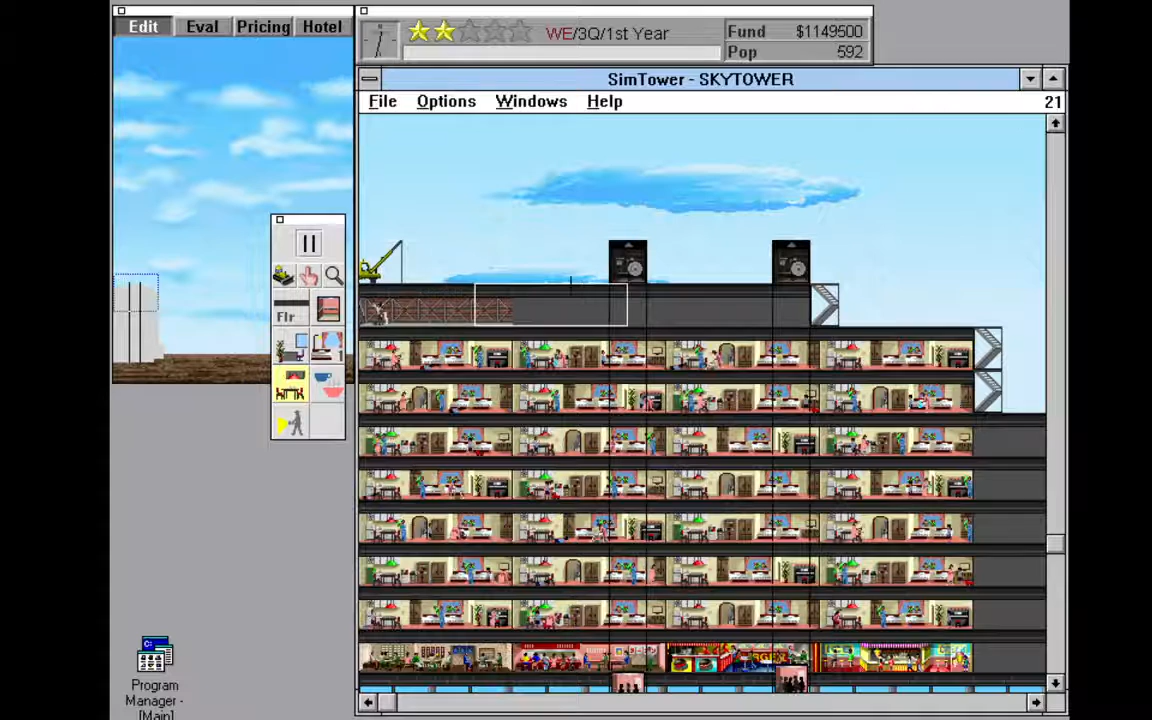 Edit Eval Pricing Hotel
WE/3Q/1st Year
Fund $1149500
Pop 592
SimTower - SKYTOWER
File Options Windows Help
21
Flr
1
C:\
Program
Manager -
[Main]